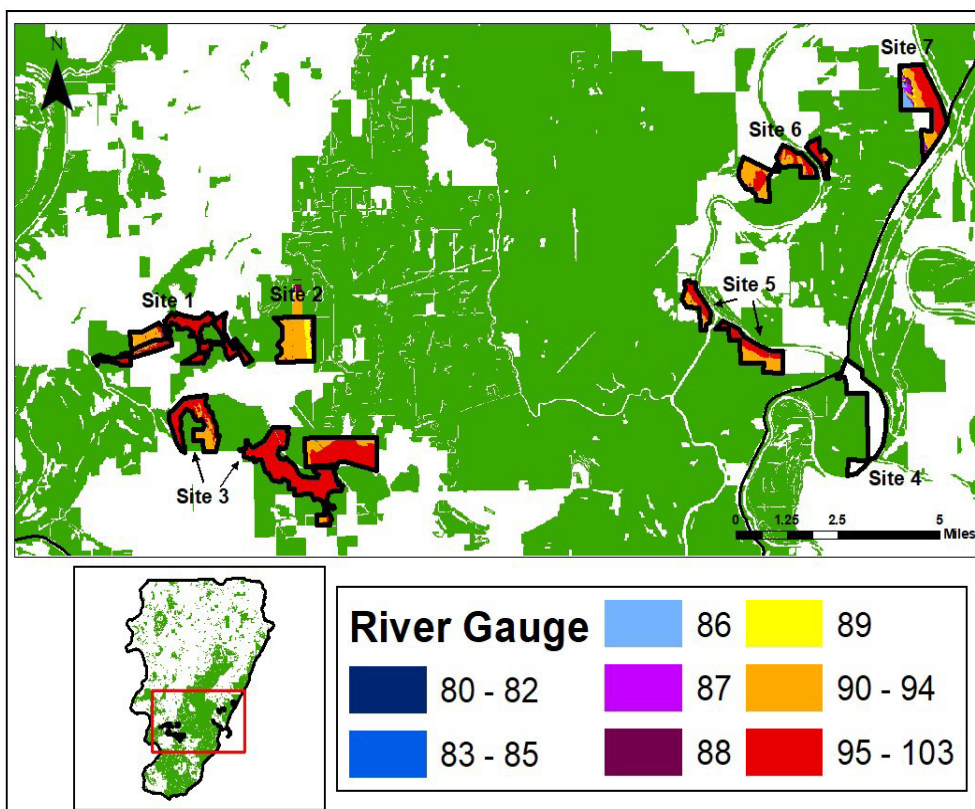 N
Site 7
Site 6
Site 1
Site 2
Site 5
Site 3
Site 4
0 1.25 2.5 5
Miles
River Gauge
80 - 82
83 - 85
86
87
88
89
90 - 94
95 - 103